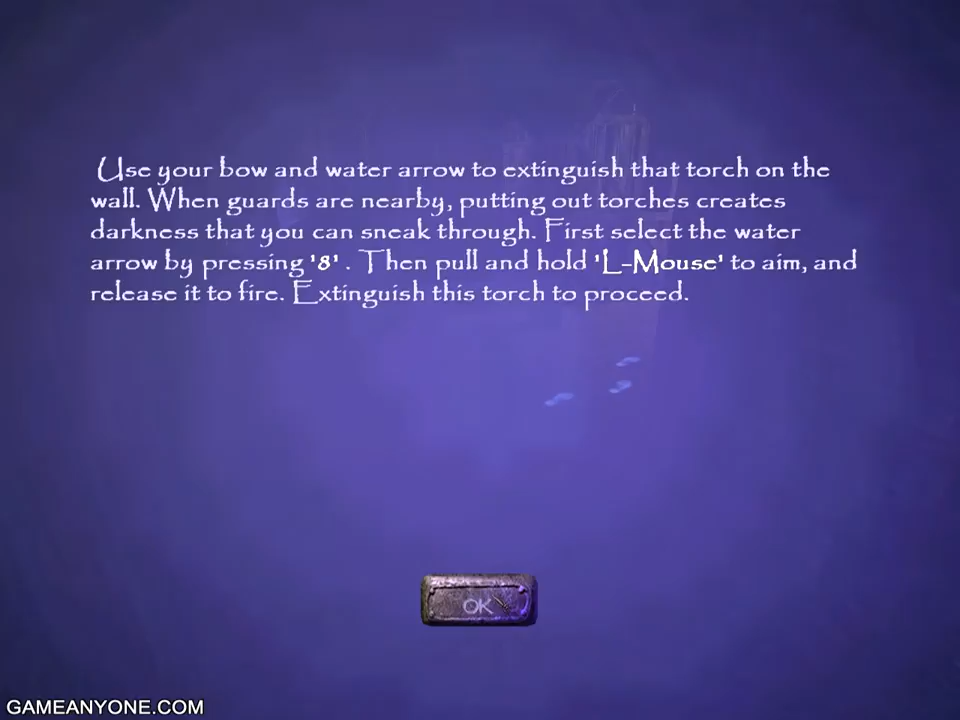 Use your bow and water arrow to extinguish that torch on the
wall. When guards are nearby, putting out torches creates
darkness that you can sneak through. First select the water
arrow by pressing '8' . Then pull and hold 'L-Mouse' to aim, and
release it to fire. Extinguish this torch to proceed.
OK
GAMEANYONE.COM